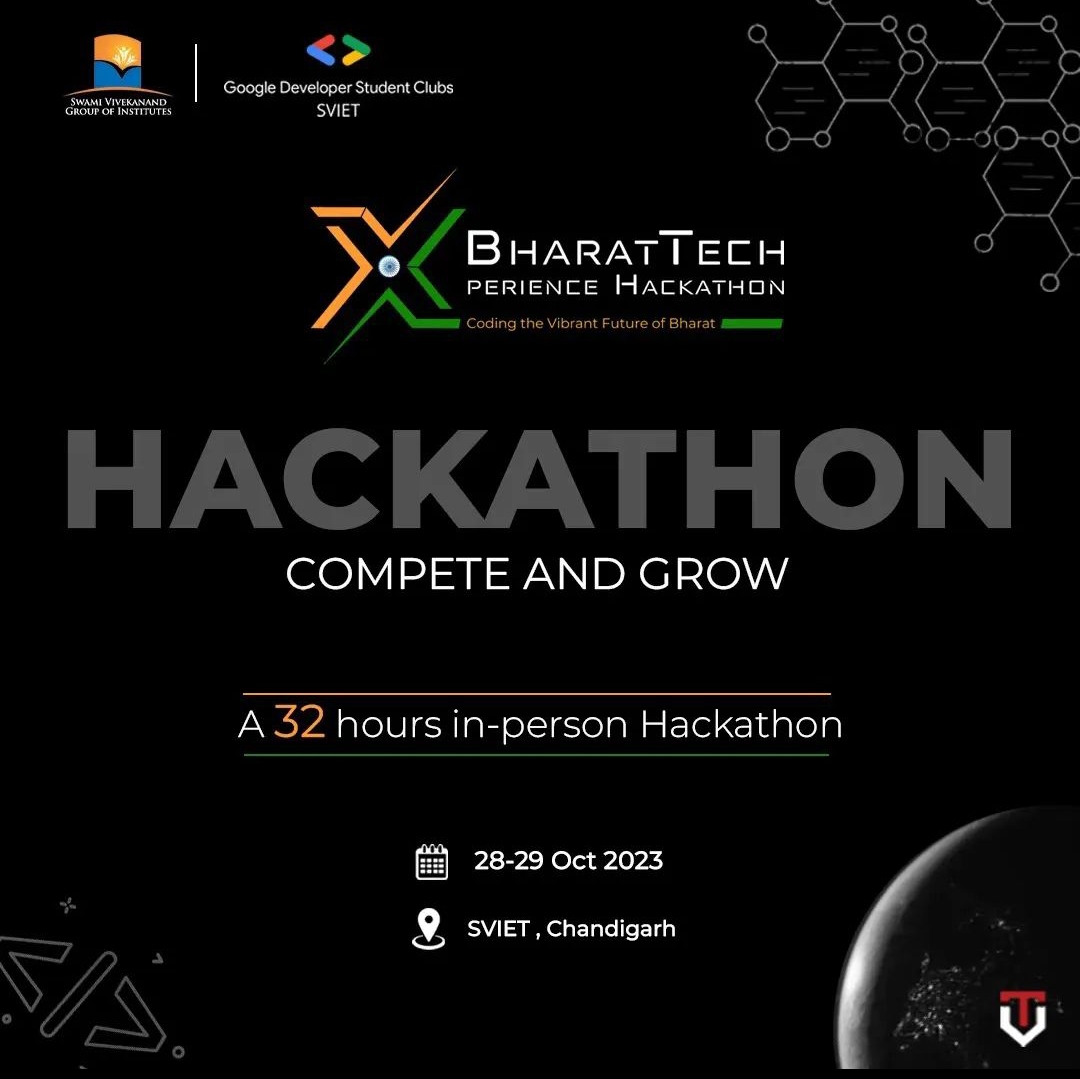 SWAMI VIVEKANAND
GROUP OF INSTITUTES
Google Developer Student Clubs
SVIET
X BHARATTECH
PERIENCE HACKATHON
Coding the Vibrant Future of Bharat
HACKATHON
COMPETE AND GROW
A 32 hours in-person Hackathon
28-29 Oct 2023
SVIET , Chandigarh